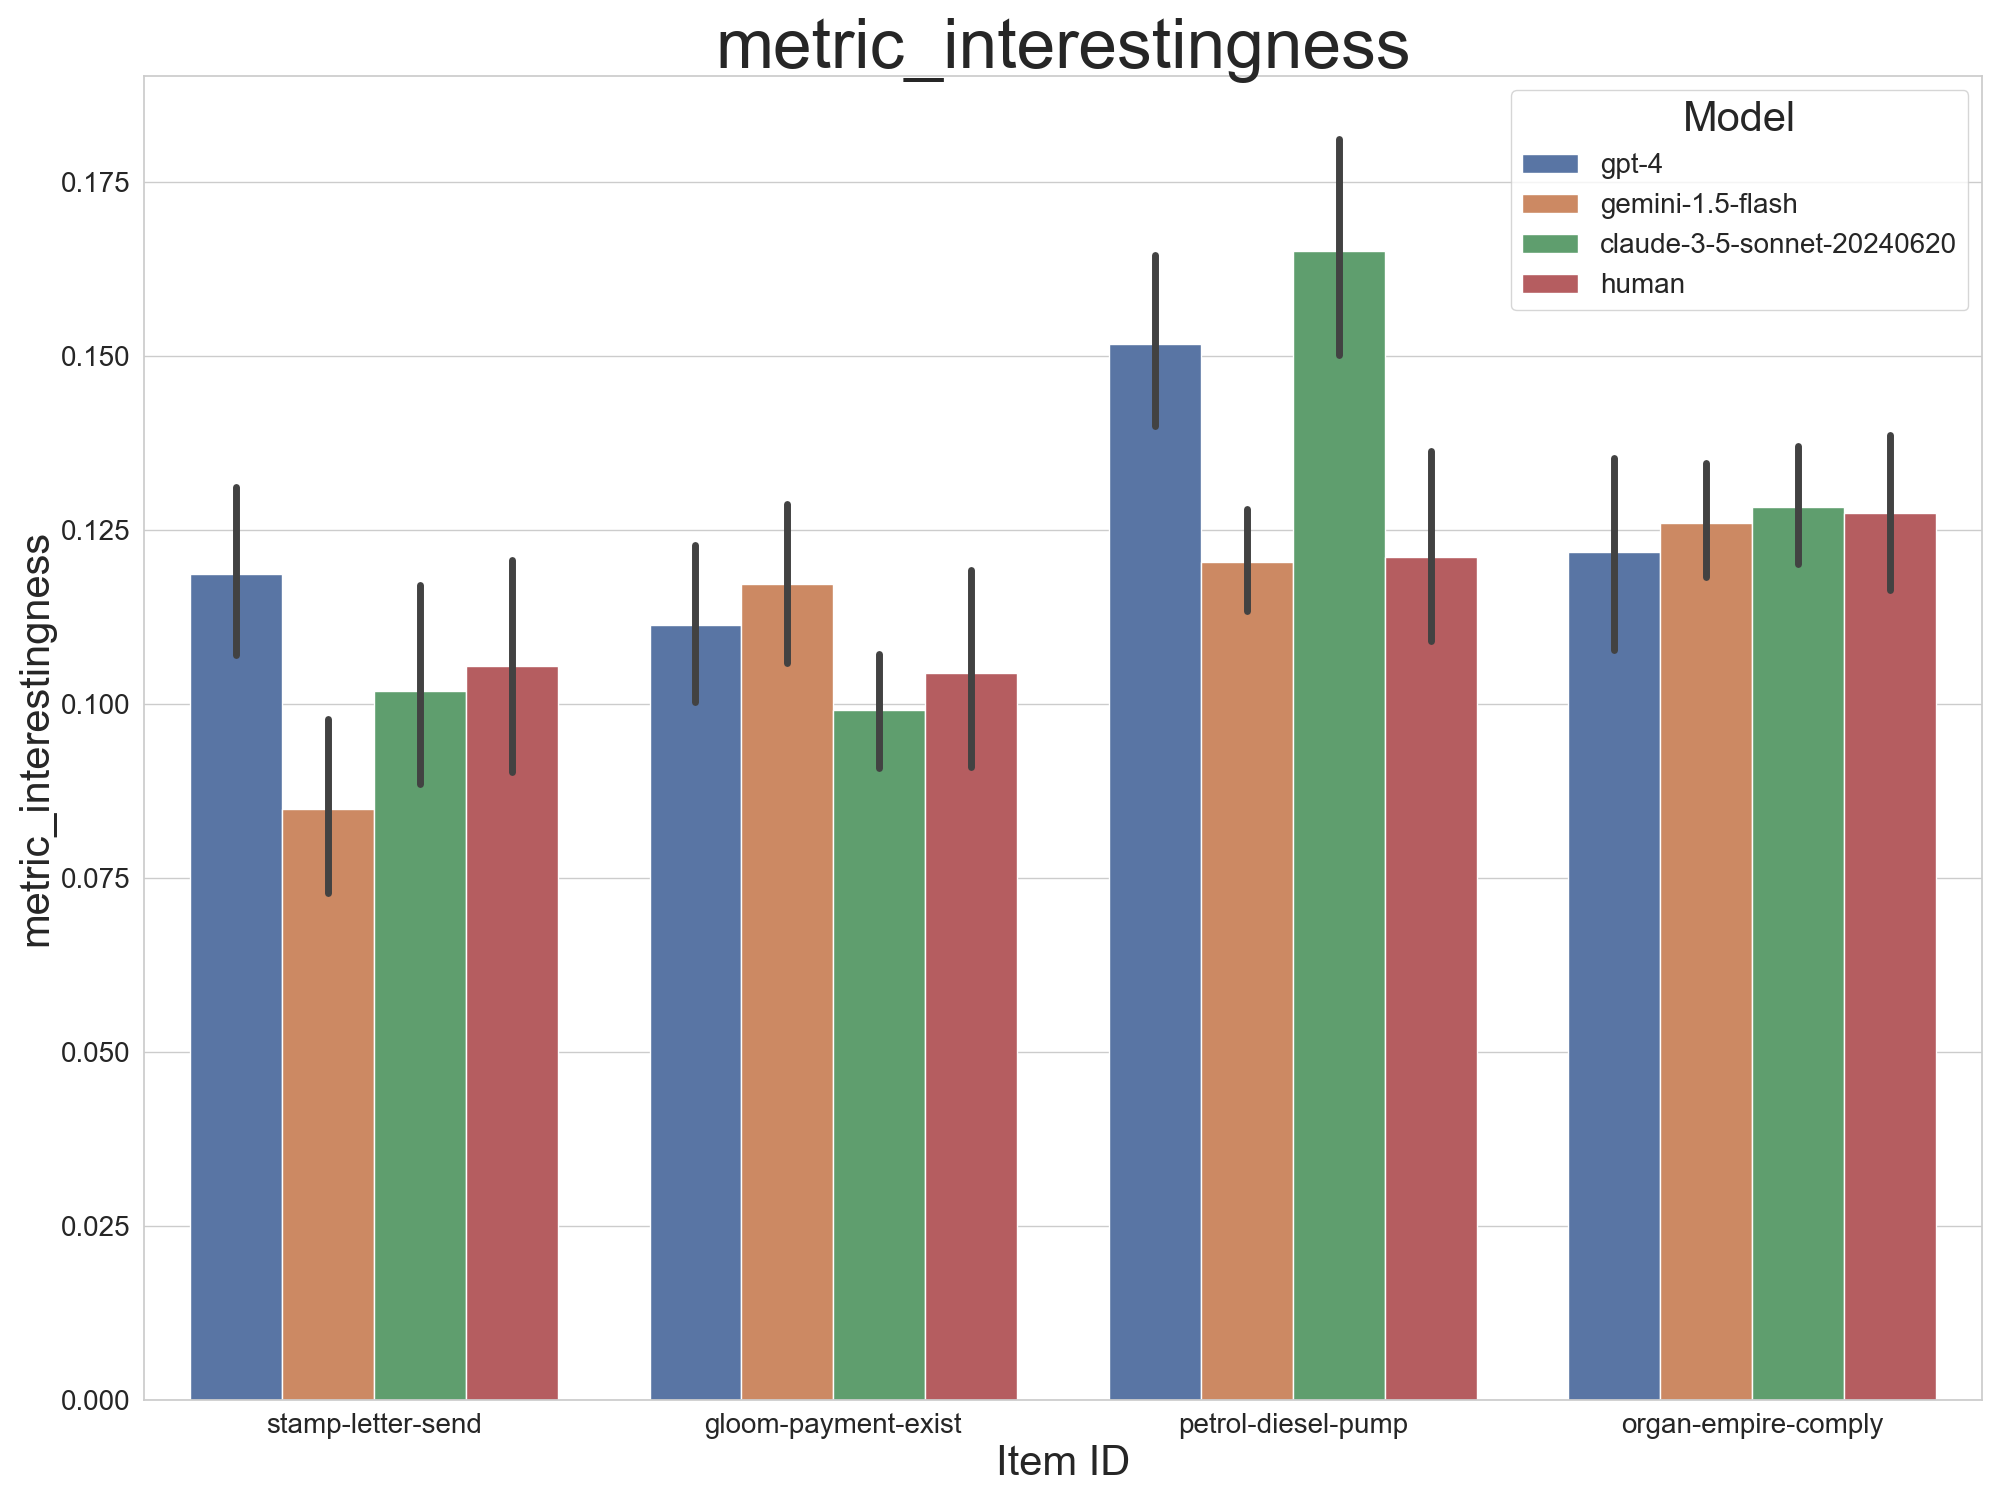 metric_interestingness
Model
gpt-4
gemini-1.5-flash
claude-3-5-sonnet-20240620
human
metric_interestingness
0.175
0.150
0.125
0.100
0.075
0.050
0.025
0.000
stamp-letter-send
gloom-payment-exist
petrol-diesel-pump
organ-empire-comply
Item ID